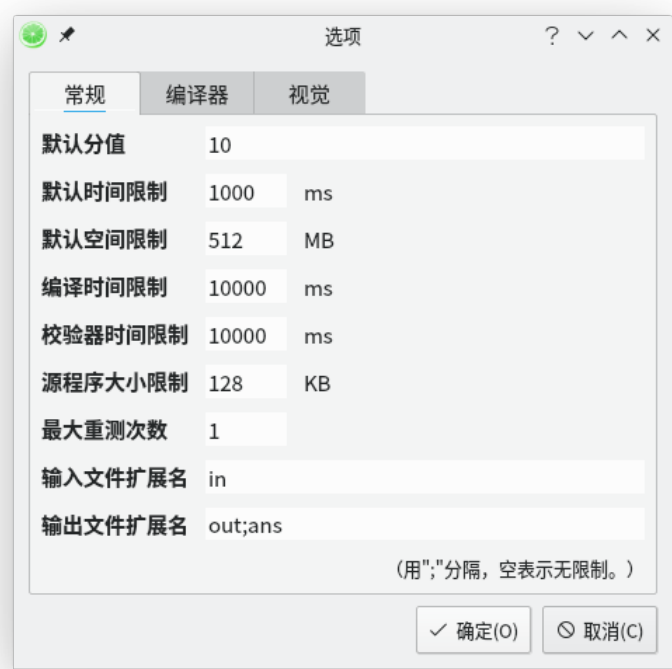 选项
常规 编译器 视觉
默认分值 10
默认时间限制 1000 ms
默认空间限制 512 MB
编译时间限制 10000 ms
校验器时间限制 10000 ms
源程序大小限制 128 KB
最大重测次数 1
输入文件扩展名 in
输出文件扩展名 out;ans
（用";"分隔，空表示无限制。）
确定(O) 取消(C)